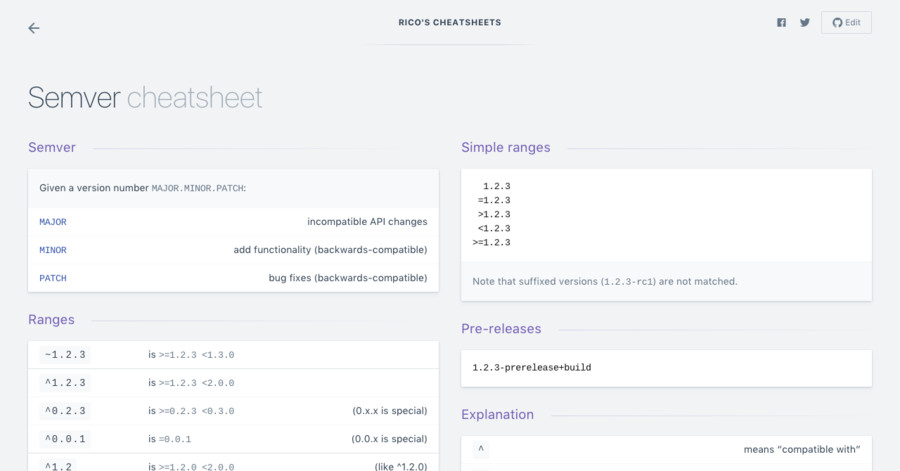 RICO'S CHEATSHEETS
Edit
Semver cheatsheet
Semver
Given a version number MAJOR.MINOR.PATCH:
MAJOR incompatible API changes
MINOR add functionality (backwards-compatible)
PATCH bug fixes (backwards-compatible)
Ranges
~1.2.3 is >=1.2.3 <1.3.0
^1.2.3 is >=1.2.3 <2.0.0
^0.2.3 is >=0.2.3 <0.3.0 (0.x.x is special)
^0.0.1 is =0.0.1 (0.0.x is special)
^1.2 is >=1.2.0 <2.0.0 (like ^1.2.0)
Simple ranges
1.2.3
=1.2.3
>1.2.3
<1.2.3
>=1.2.3
Note that suffixed versions (1.2.3-rc1) are not matched.
Pre-releases
1.2.3-prerelease+build
Explanation
^ means “compatible with”